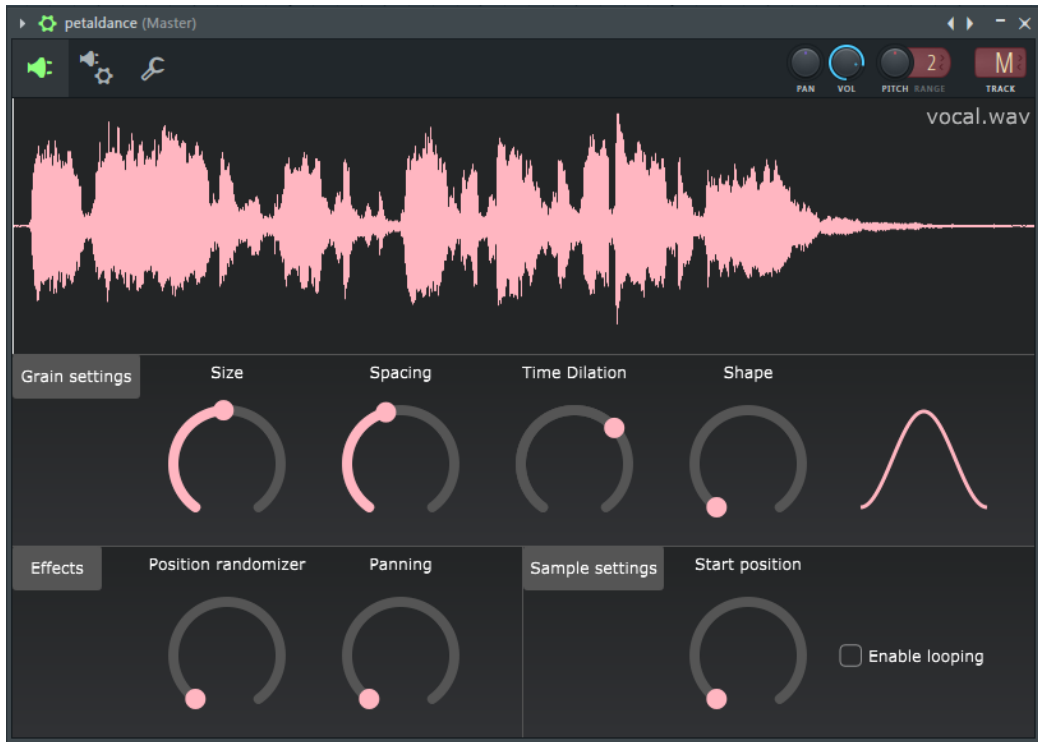 petaldance (Master)
PAN VOL PITCH RANGE 2 M TRACK
vocal.wav
Grain settings Size Spacing Time Dilation Shape
Effects Position randomizer Panning Sample settings Start position
Enable looping